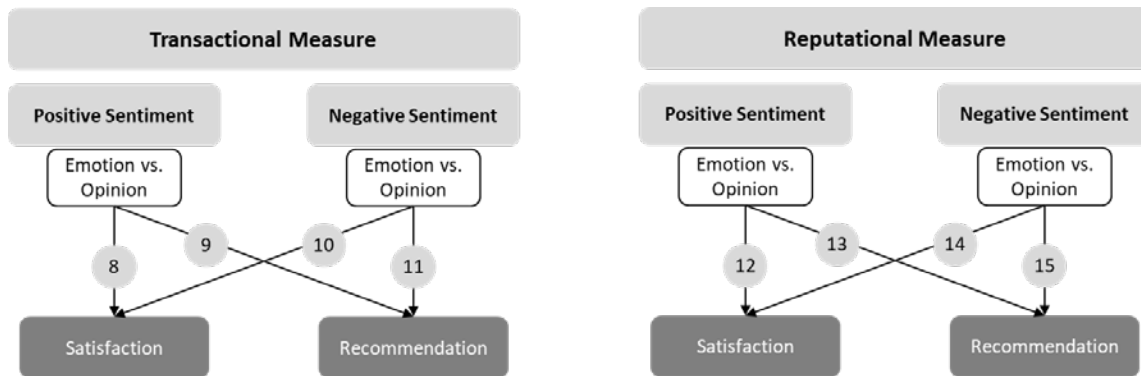 Transactional Measure
Reputational Measure
Positive Sentiment
Negative Sentiment
Positive Sentiment
Negative Sentiment
Emotion vs.
Opinion
Emotion vs.
Opinion
Emotion vs.
Opinion
Emotion vs.
Opinion
8
9
10
11
12
13
14
15
Satisfaction
Recommendation
Satisfaction
Recommendation